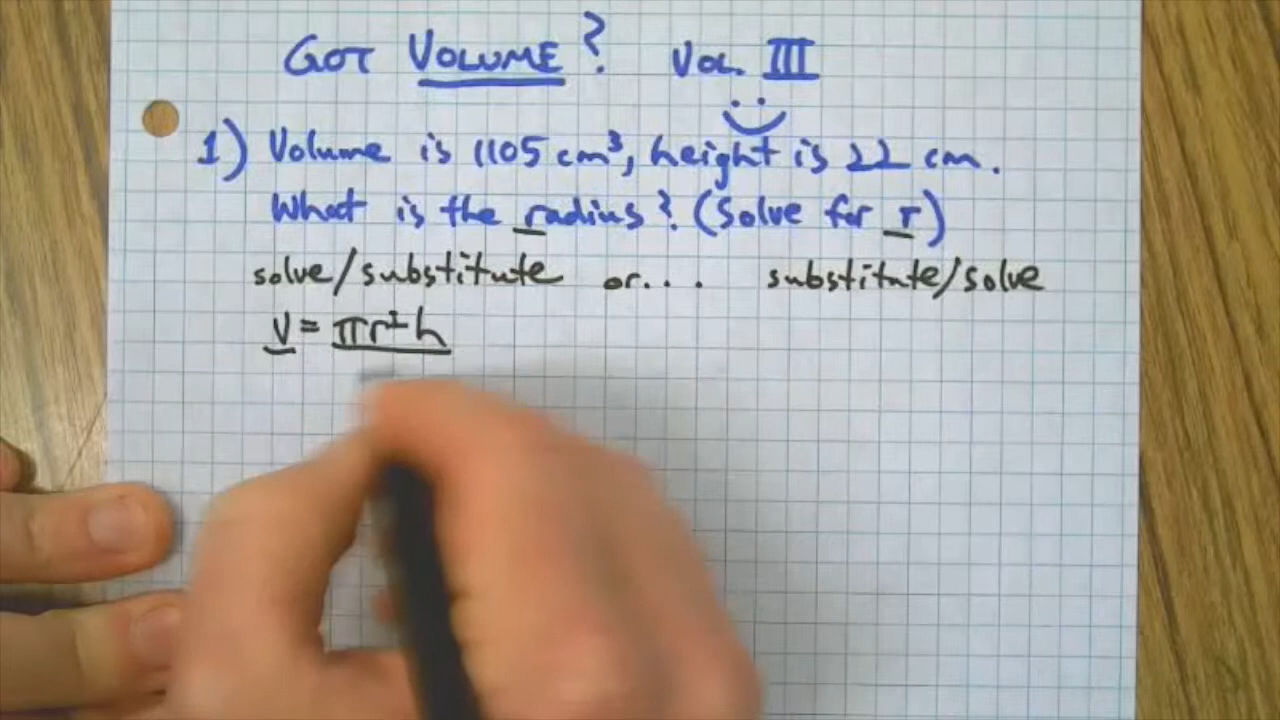 GOT VOLUME? VOL. III
1) Volume is 1105 cm³, height is 22 cm.
What is the radius? (Solve for r)
solve/substitute or... substitute/solve
V = πr²h